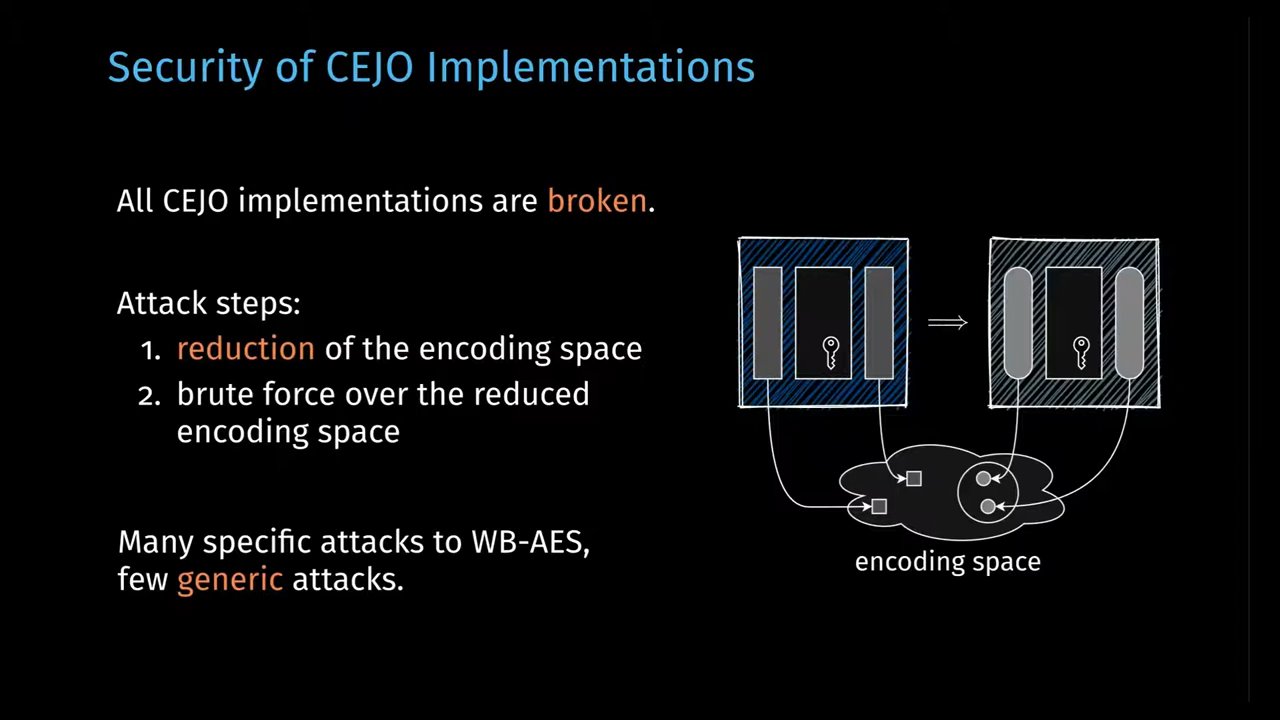 Security of CEJO Implementations
All CEJO implementations are broken.
Attack steps:
1. reduction of the encoding space
2. brute force over the reduced
encoding space
Many specific attacks to WB-AES,
few generic attacks.
encoding space